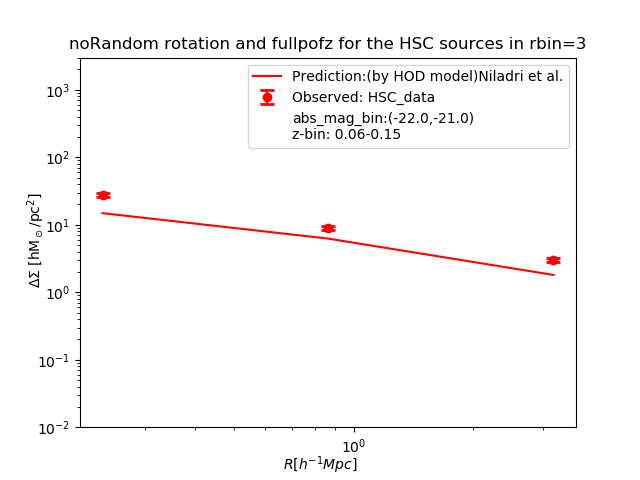 noRandom rotation and fullpofz for the HSC sources in rbin=3
Prediction:(by HOD model)Niladri et al.
Observed: HSC_data
abs_mag_bin:(-22.0,-21.0)
z-bin: 0.06-0.15
ΔΣ [hM⊙/pc²]
10³
10²
10¹
10⁰
10⁻¹
10⁻²
10⁰
R[h⁻¹Mpc]